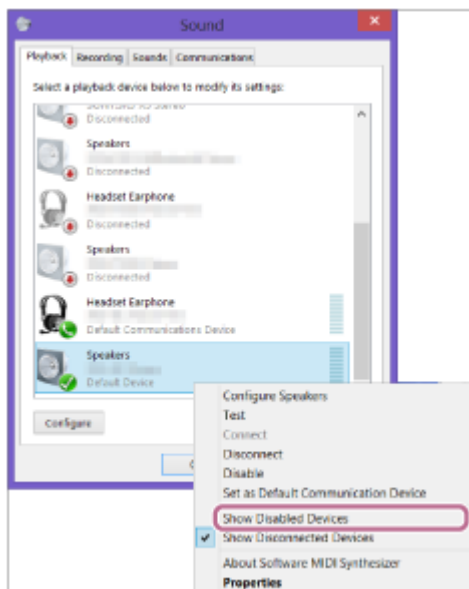 Sound
Playback Recording Sounds Communications
Select a playback device below to modify its settings:
Disconnected
Speakers
Disconnected
Headset Earphone
Disconnected
Speakers
Disconnected
Headset Earphone
Default Communications Device
Speakers
Default Device
Configure
Configure Speakers
Test
Connect
Disconnect
Disable
Set as Default Communication Device
Show Disabled Devices
Show Disconnected Devices
About Software MIDI Synthesizer
Properties